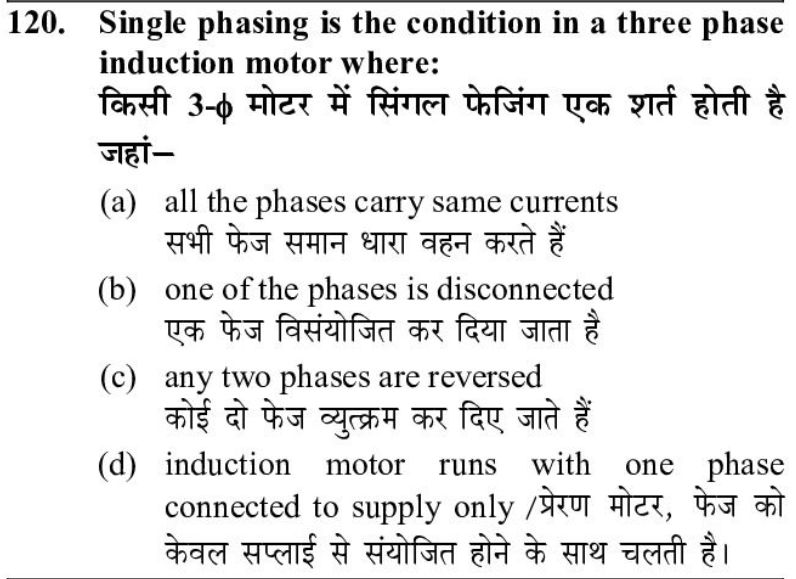 120. Single phasing is the condition in a three phase
induction motor where:
किसी 3-ϕ मोटर में सिंगल फेजिंग एक शर्त होती है
जहां–
(a) all the phases carry same currents
सभी फेज समान धारा वहन करते हैं
(b) one of the phases is disconnected
एक फेज विसंयोजित कर दिया जाता है
(c) any two phases are reversed
कोई दो फेज व्युत्क्रम कर दिए जाते हैं
(d) induction motor runs with one phase
connected to supply only /प्रेरण मोटर, फेज को
केवल सप्लाई से संयोजित होने के साथ चलती है।